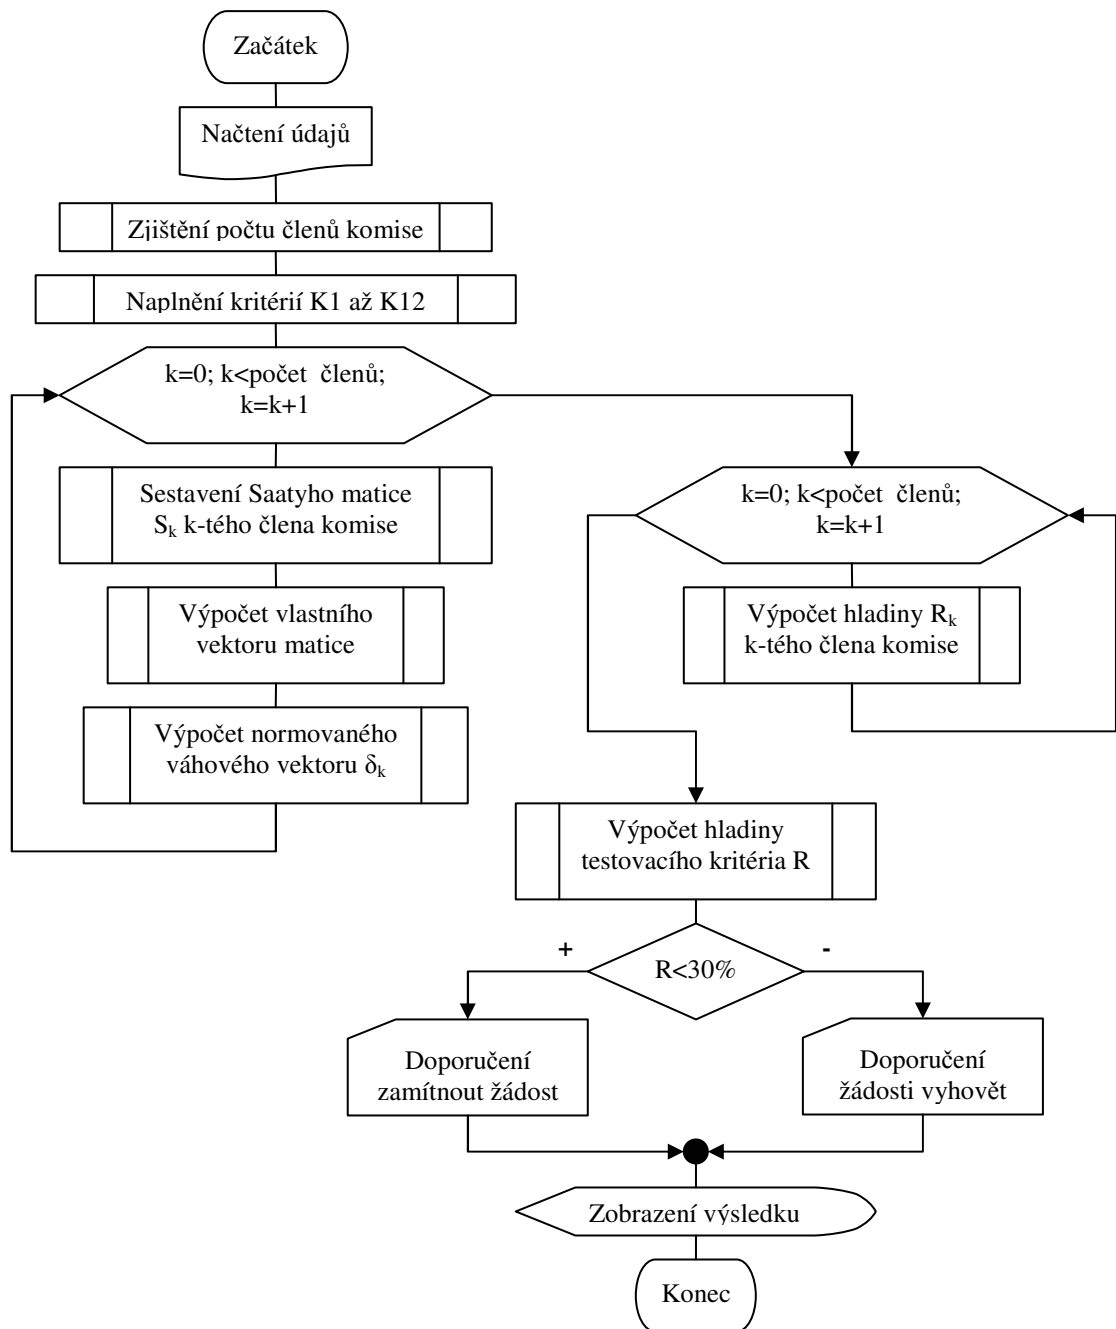 Začátek
Načtení údajů
Zjištění počtu členů komise
Naplnění kritérií K1 až K12
k=0; k<počet členů;
k=k+1
Sestavení Saatyho matice
Sₖ k-tého člena komise
Výpočet vlastního
vektoru matice
Výpočet normovaného
váhového vektoru δₖ
k=0; k<počet členů;
k=k+1
Výpočet hladiny Rₖ
k-tého člena komise
Výpočet hladiny
testovacího kritéria R
+
-
R<30%
Doporučení
zamítnout žádost
Doporučení
žádosti vyhovět
Zobrazení výsledku
Konec